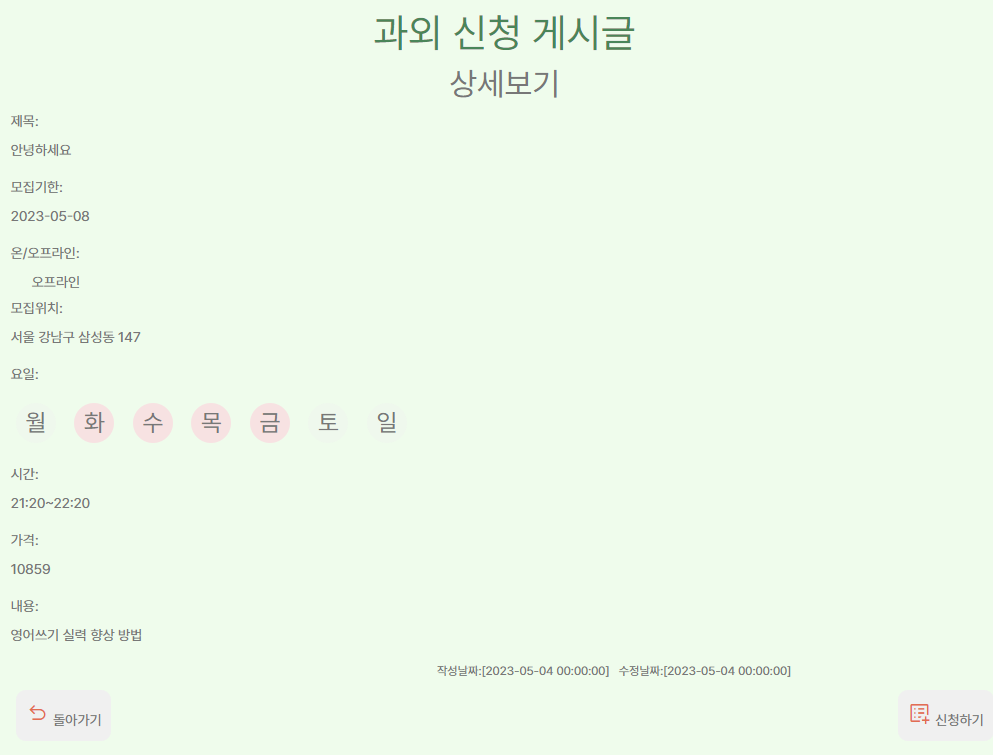 과외 신청 게시글
상세보기
제목:
안녕하세요
모집기한:
2023-05-08
온/오프라인:
오프라인
모집위치:
서울 강남구 삼성동 147
요일:
월 화 수 목 금 토 일
시간:
21:20~22:20
가격:
10859
내용:
영어쓰기 실력 향상 방법
작성날짜:[2023-05-04 00:00:00] 수정날짜:[2023-05-04 00:00:00]
돌아가기 신청하기